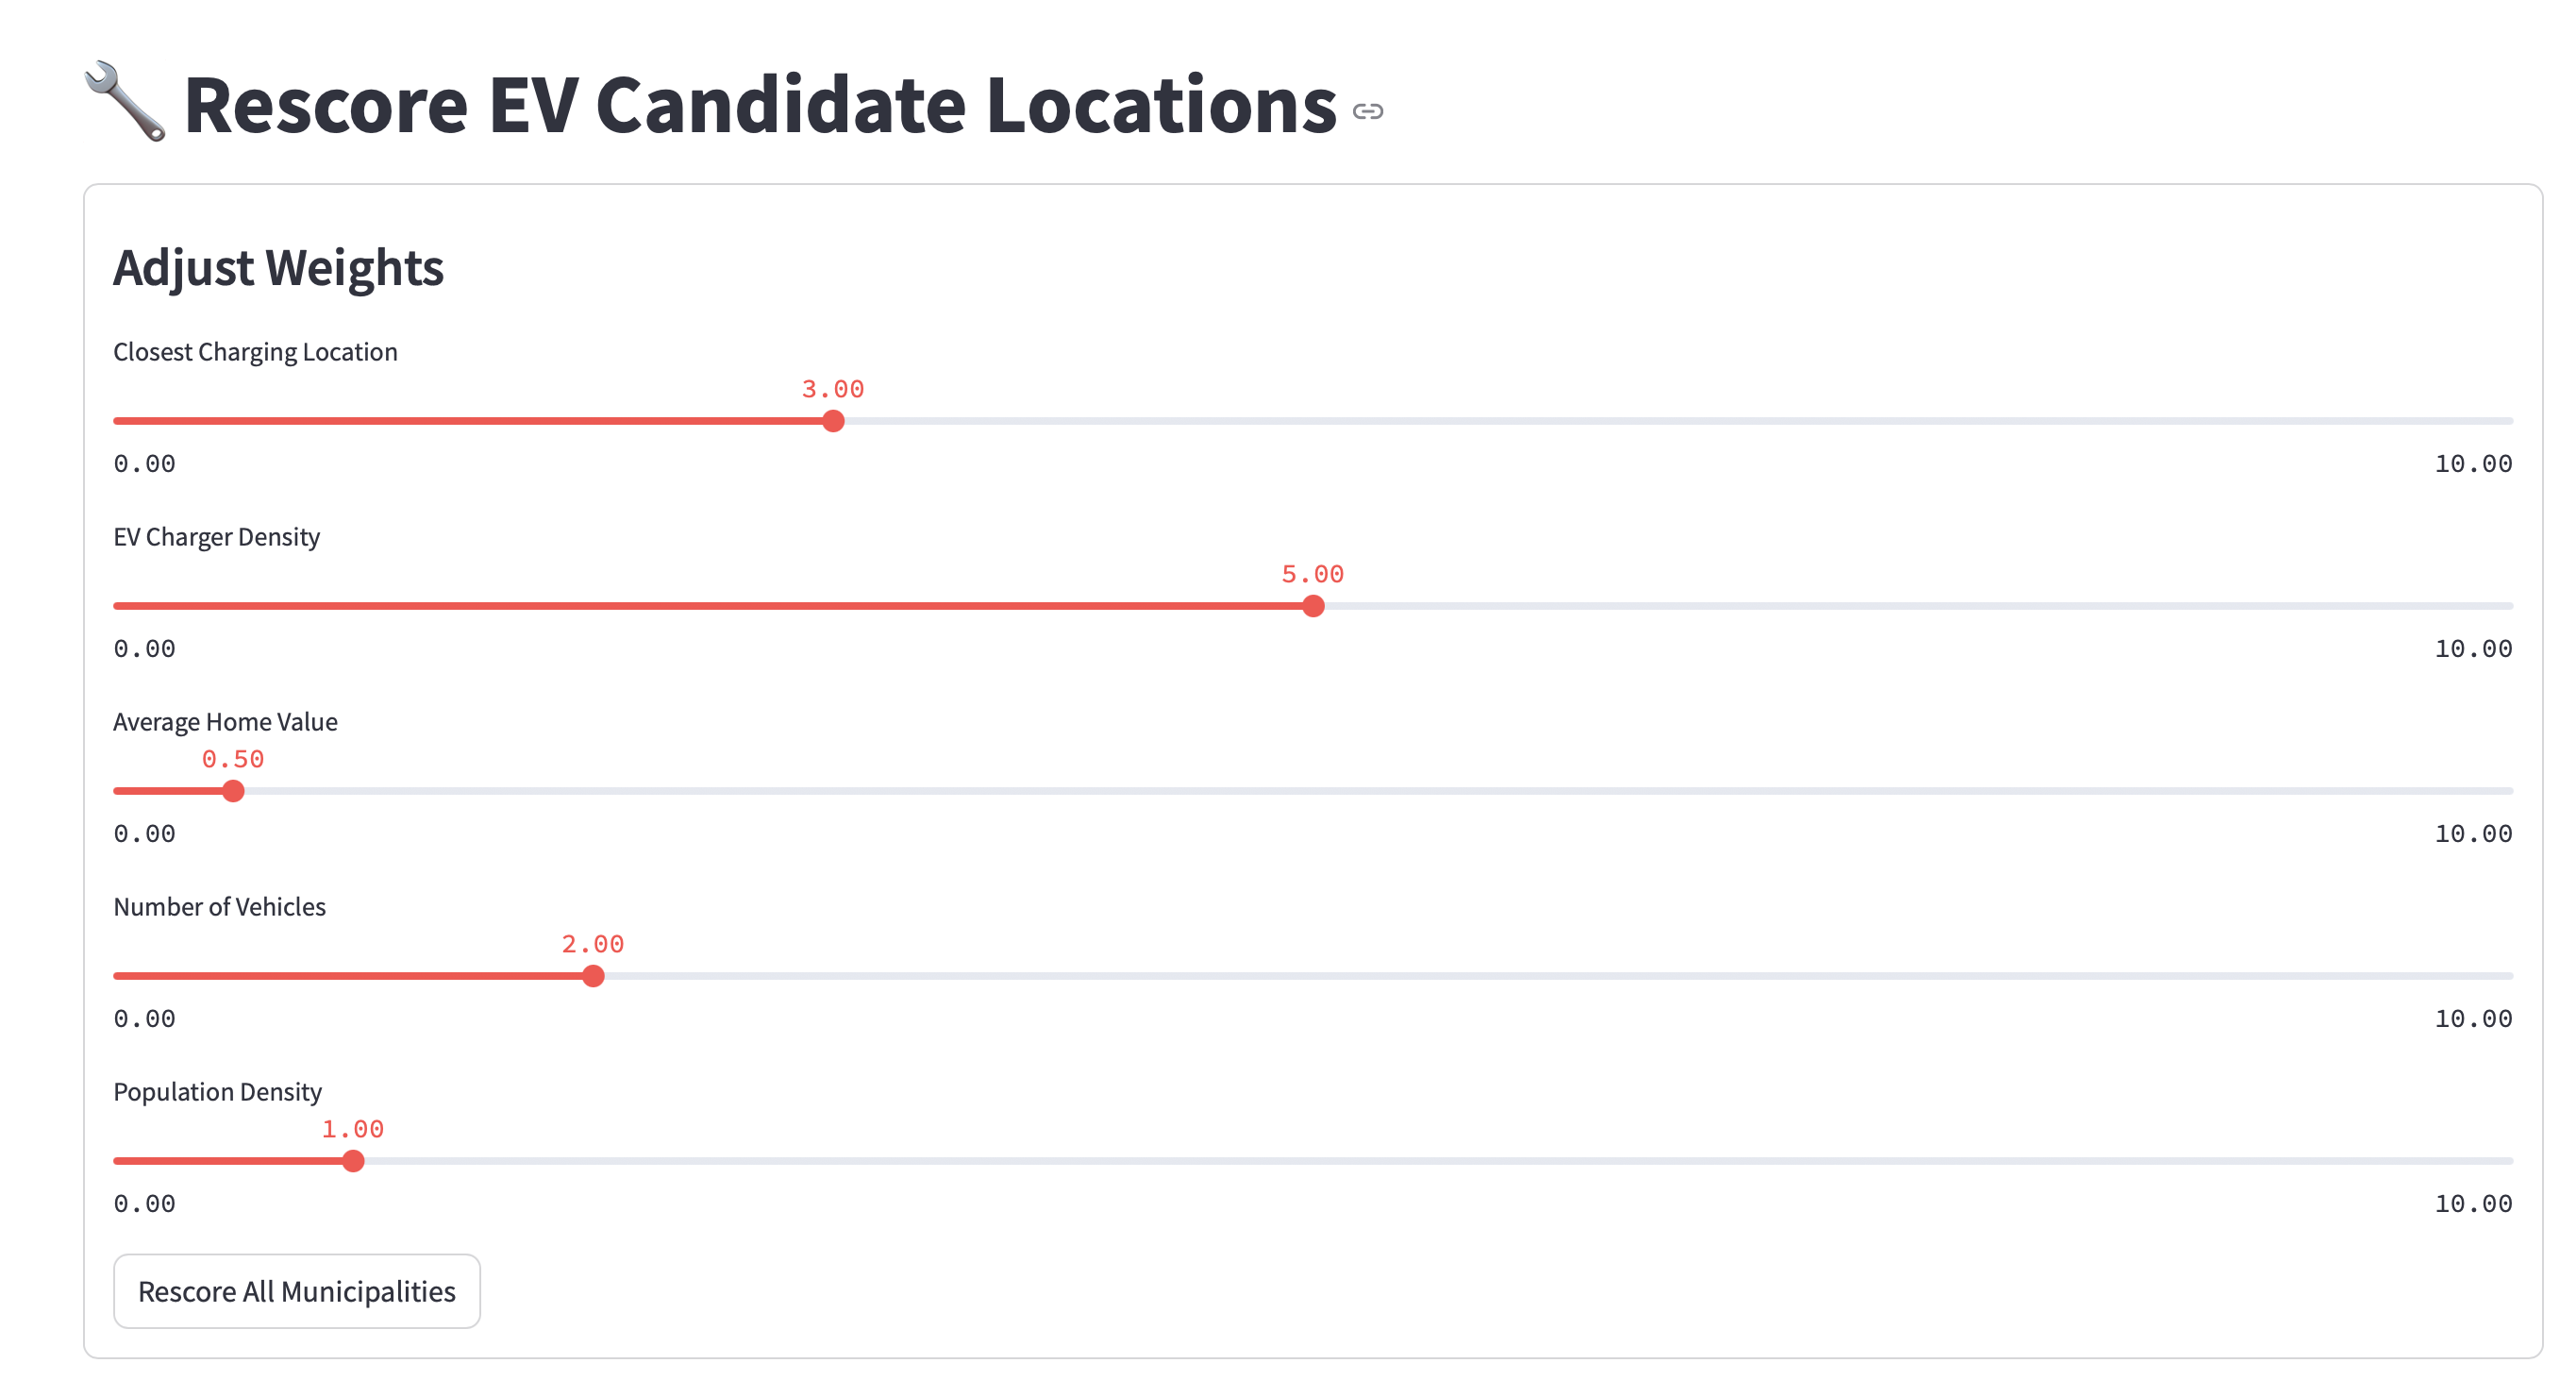 Rescore EV Candidate Locations
Adjust Weights
Closest Charging Location
3.00
0.00 10.00
EV Charger Density
5.00
0.00 10.00
Average Home Value
0.50
0.00 10.00
Number of Vehicles
2.00
0.00 10.00
Population Density
1.00
0.00 10.00
Rescore All Municipalities